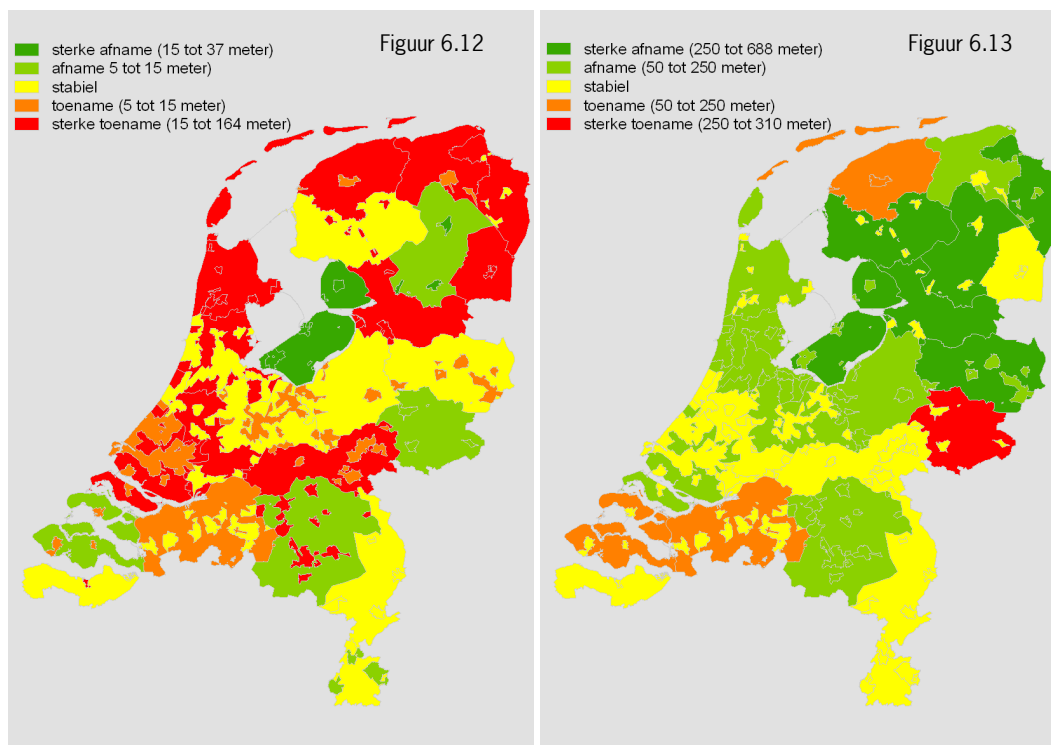 Figuur 6.12
sterke afname (15 tot 37 meter)
afname 5 tot 15 meter)
stabiel
toename (5 tot 15 meter)
sterke toename (15 tot 164 meter)
Figuur 6.13
sterke afname (250 tot 688 meter)
afname (50 tot 250 meter)
stabiel
toename (50 tot 250 meter)
sterke toename (250 tot 310 meter)